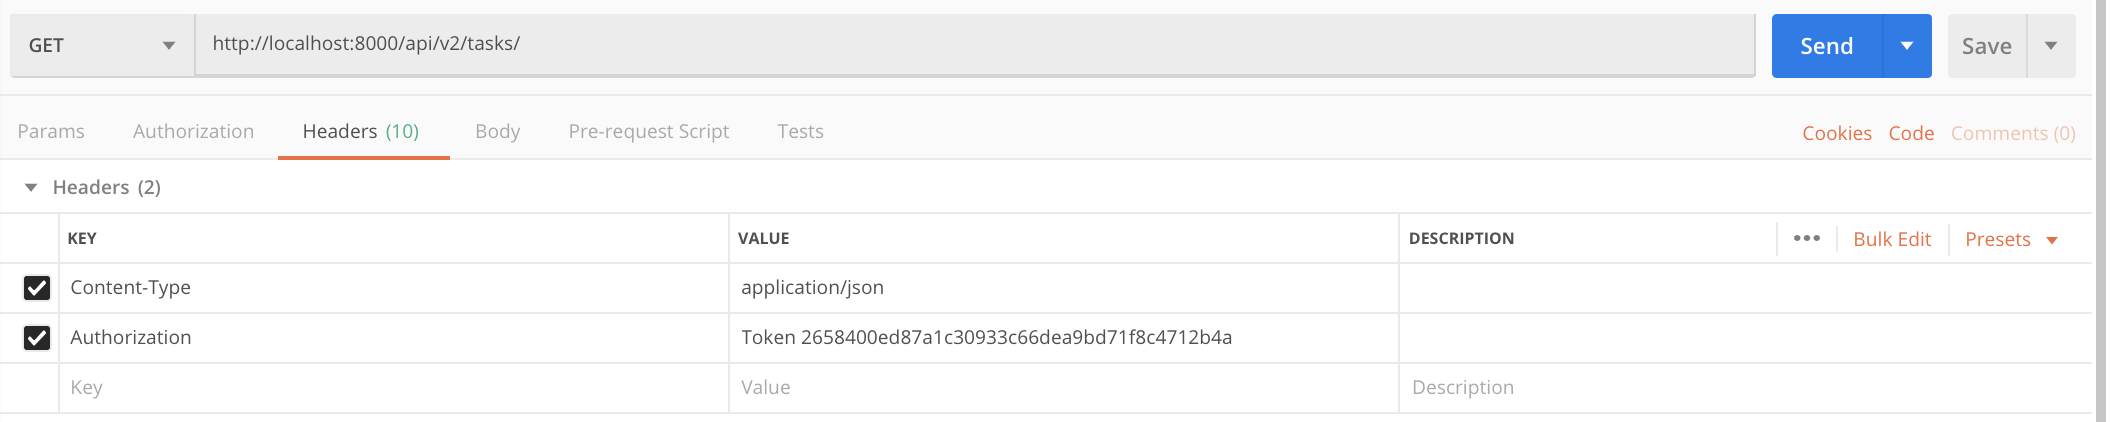 GET http://localhost:8000/api/v2/tasks/ Send Save
Params Authorization Headers (10) Body Pre-request Script Tests Cookies Code Comments (0)
Headers (2)
KEY VALUE DESCRIPTION ••• Bulk Edit Presets
Content-Type application/json
Authorization Token 2658400ed87a1c30933c66dea9bd71f8c4712b4a
Key Value Description